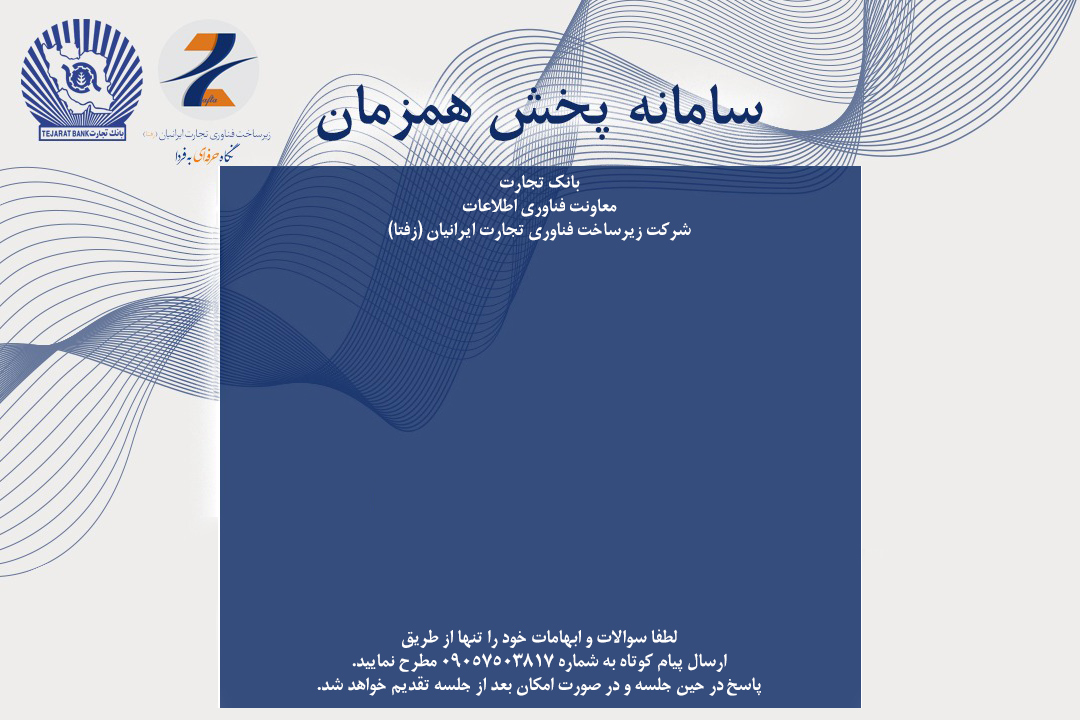 سامانه پخش همزمان
TEJARAT BANK بانک تجارت
زیرساخت فناوری تجارت ایرانیان (زفتا)
نگاه حرفه‌ای به فردا
بانک تجارت
معاونت فناوری اطلاعات
شرکت زیرساخت فناوری تجارت ایرانیان (زفتا)
لطفا سوالات و ابهامات خود را تنها از طریق
ارسال پیام کوتاه به شماره ۰۹۰۵۷۵۰۳۸۱۷ مطرح نمایید.
پاسخ در حین جلسه و در صورت امکان بعد از جلسه تقدیم خواهد شد.